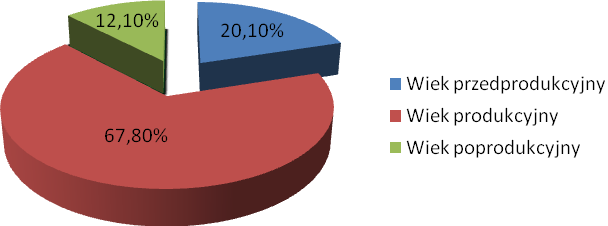 12,10%
20,10%
67,80%
Wiek przedprodukcyjny
Wiek produkcyjny
Wiek poprodukcyjny